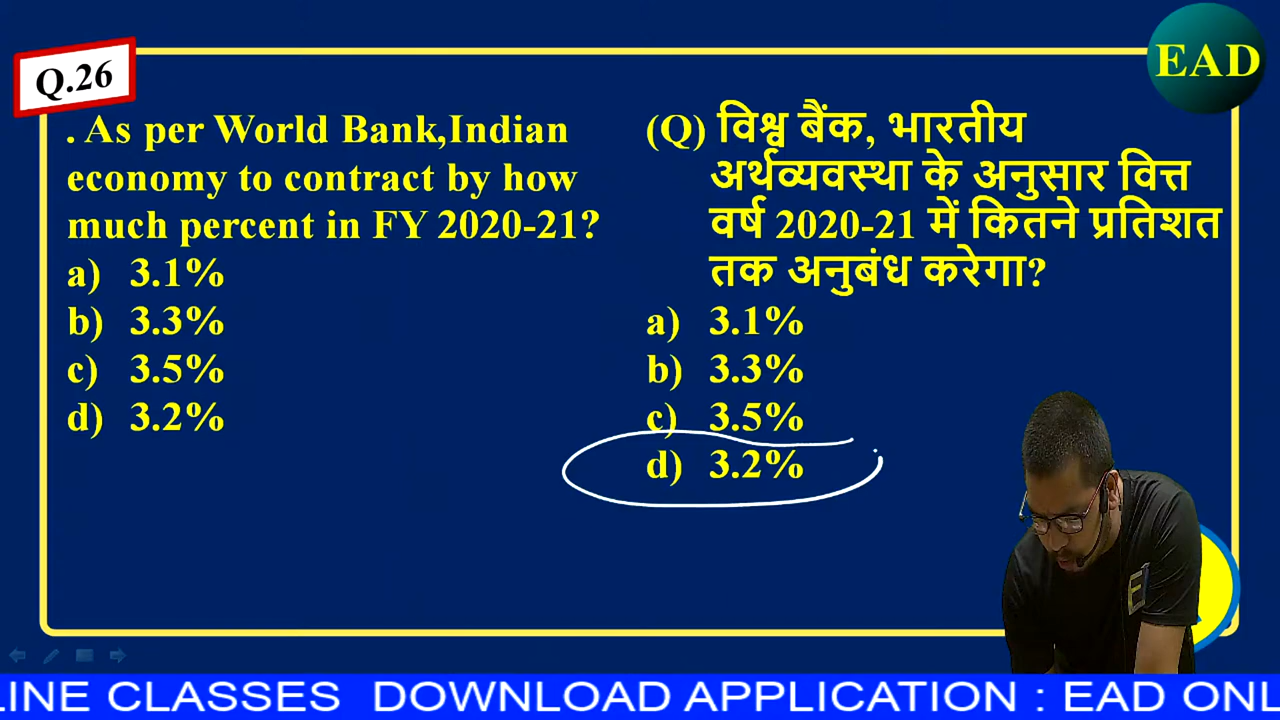 Q.26
EAD
. As per World Bank,Indian
economy to contract by how
much percent in FY 2020-21?
a) 3.1%
b) 3.3%
c) 3.5%
d) 3.2%
(Q) विश्व बैंक, भारतीय
अर्थव्यवस्था के अनुसार वित्त
वर्ष 2020-21 में कितने प्रतिशत
तक अनुबंध करेगा?
a) 3.1%
b) 3.3%
c) 3.5%
d) 3.2%
E
LINE CLASSES DOWNLOAD APPLICATION : EAD ONL